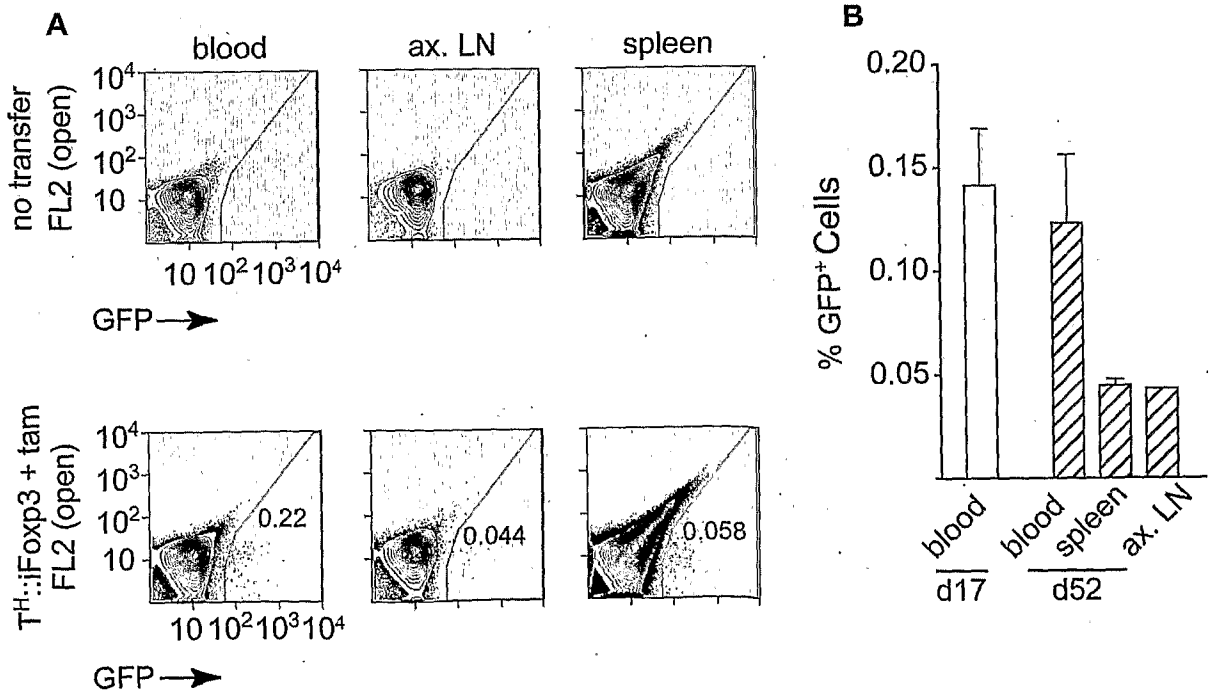 A
blood
ax. LN
spleen
no transfer
FL2 (open)
10⁴
10³
10²
10
10 10² 10³ 10⁴
GFP
Tᴴ::iFoxp3 + tam
FL2 (open)
10⁴
10³
10²
10
0.22
0.044
0.058
10 10² 10³ 10⁴
GFP
B
% GFP⁺ Cells
0.20
0.15
0.10
0.05
blood
blood
spleen
ax. LN
d17
d52